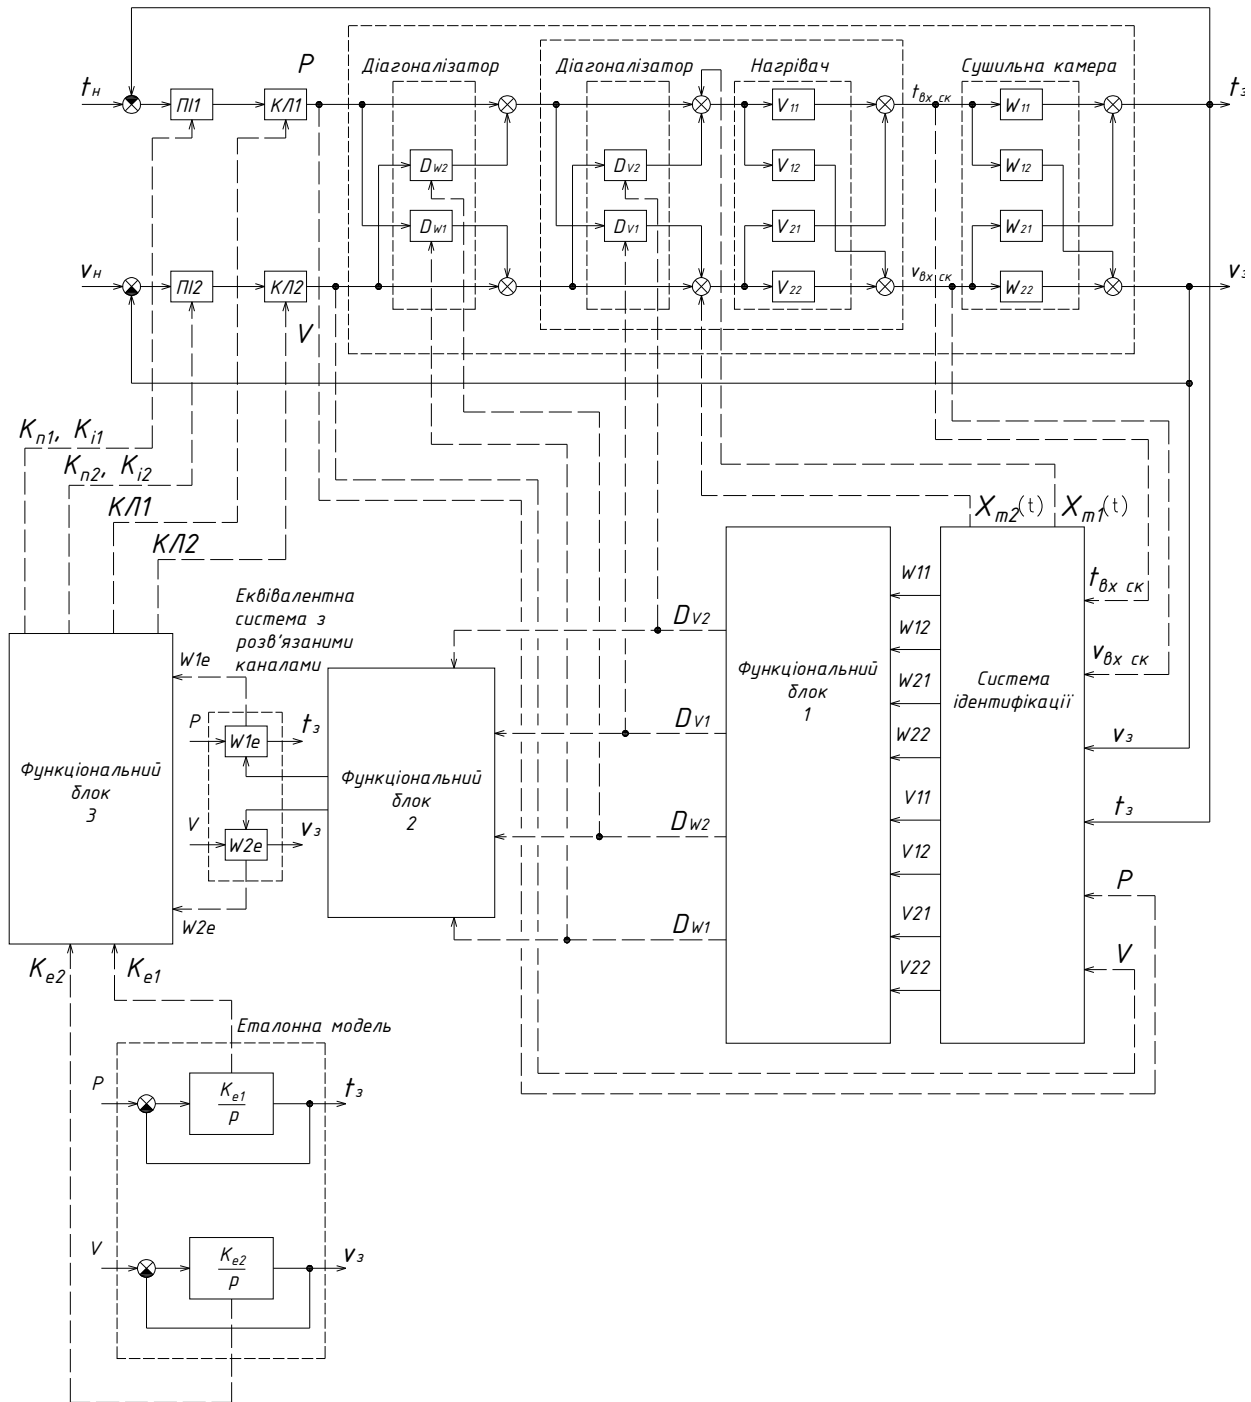 P
Діагоналізатор
Діагоналізатор
Нагрівач
Сушильна камера
tн
ПІ1
КЛ1
V11
tвх ск
W11
tз
DW2
DV2
V12
W12
DW1
DV1
V21
W21
vн
ПІ2
КЛ2
V22
vвх ск
W22
vз
V
Kп1, Кі1
Kп2, Кі2
КЛ1
КЛ2
Xm2(t)
Xm1(t)
Еквівалентна
система з
розв'язаними
каналами
W11
W12
W21
W22
V11
V12
V21
V22
tвх ск
vвх ск
vз
tз
P
V
Система
ідентифікації
Функціональний
блок
1
DV2
DV1
DW2
DW1
Функціональний
блок
2
W1e
P
W1e
tз
V
W2e
vз
W2e
Функціональний
блок
3
Ke2
Ke1
Еталонна модель
P
Ke1
p
tз
V
Ke2
p
vз